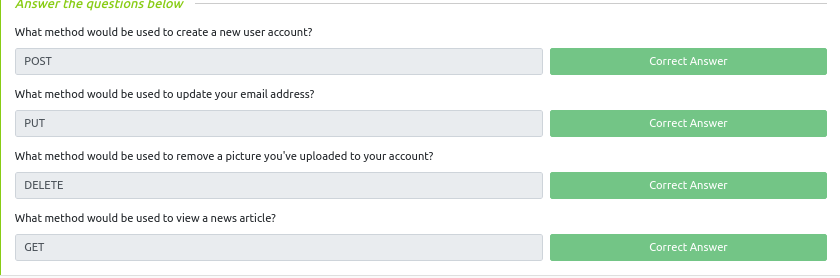 Answer the questions below
What method would be used to create a new user account?
POST
Correct Answer
What method would be used to update your email address?
PUT
Correct Answer
What method would be used to remove a picture you've uploaded to your account?
DELETE
Correct Answer
What method would be used to view a news article?
GET
Correct Answer